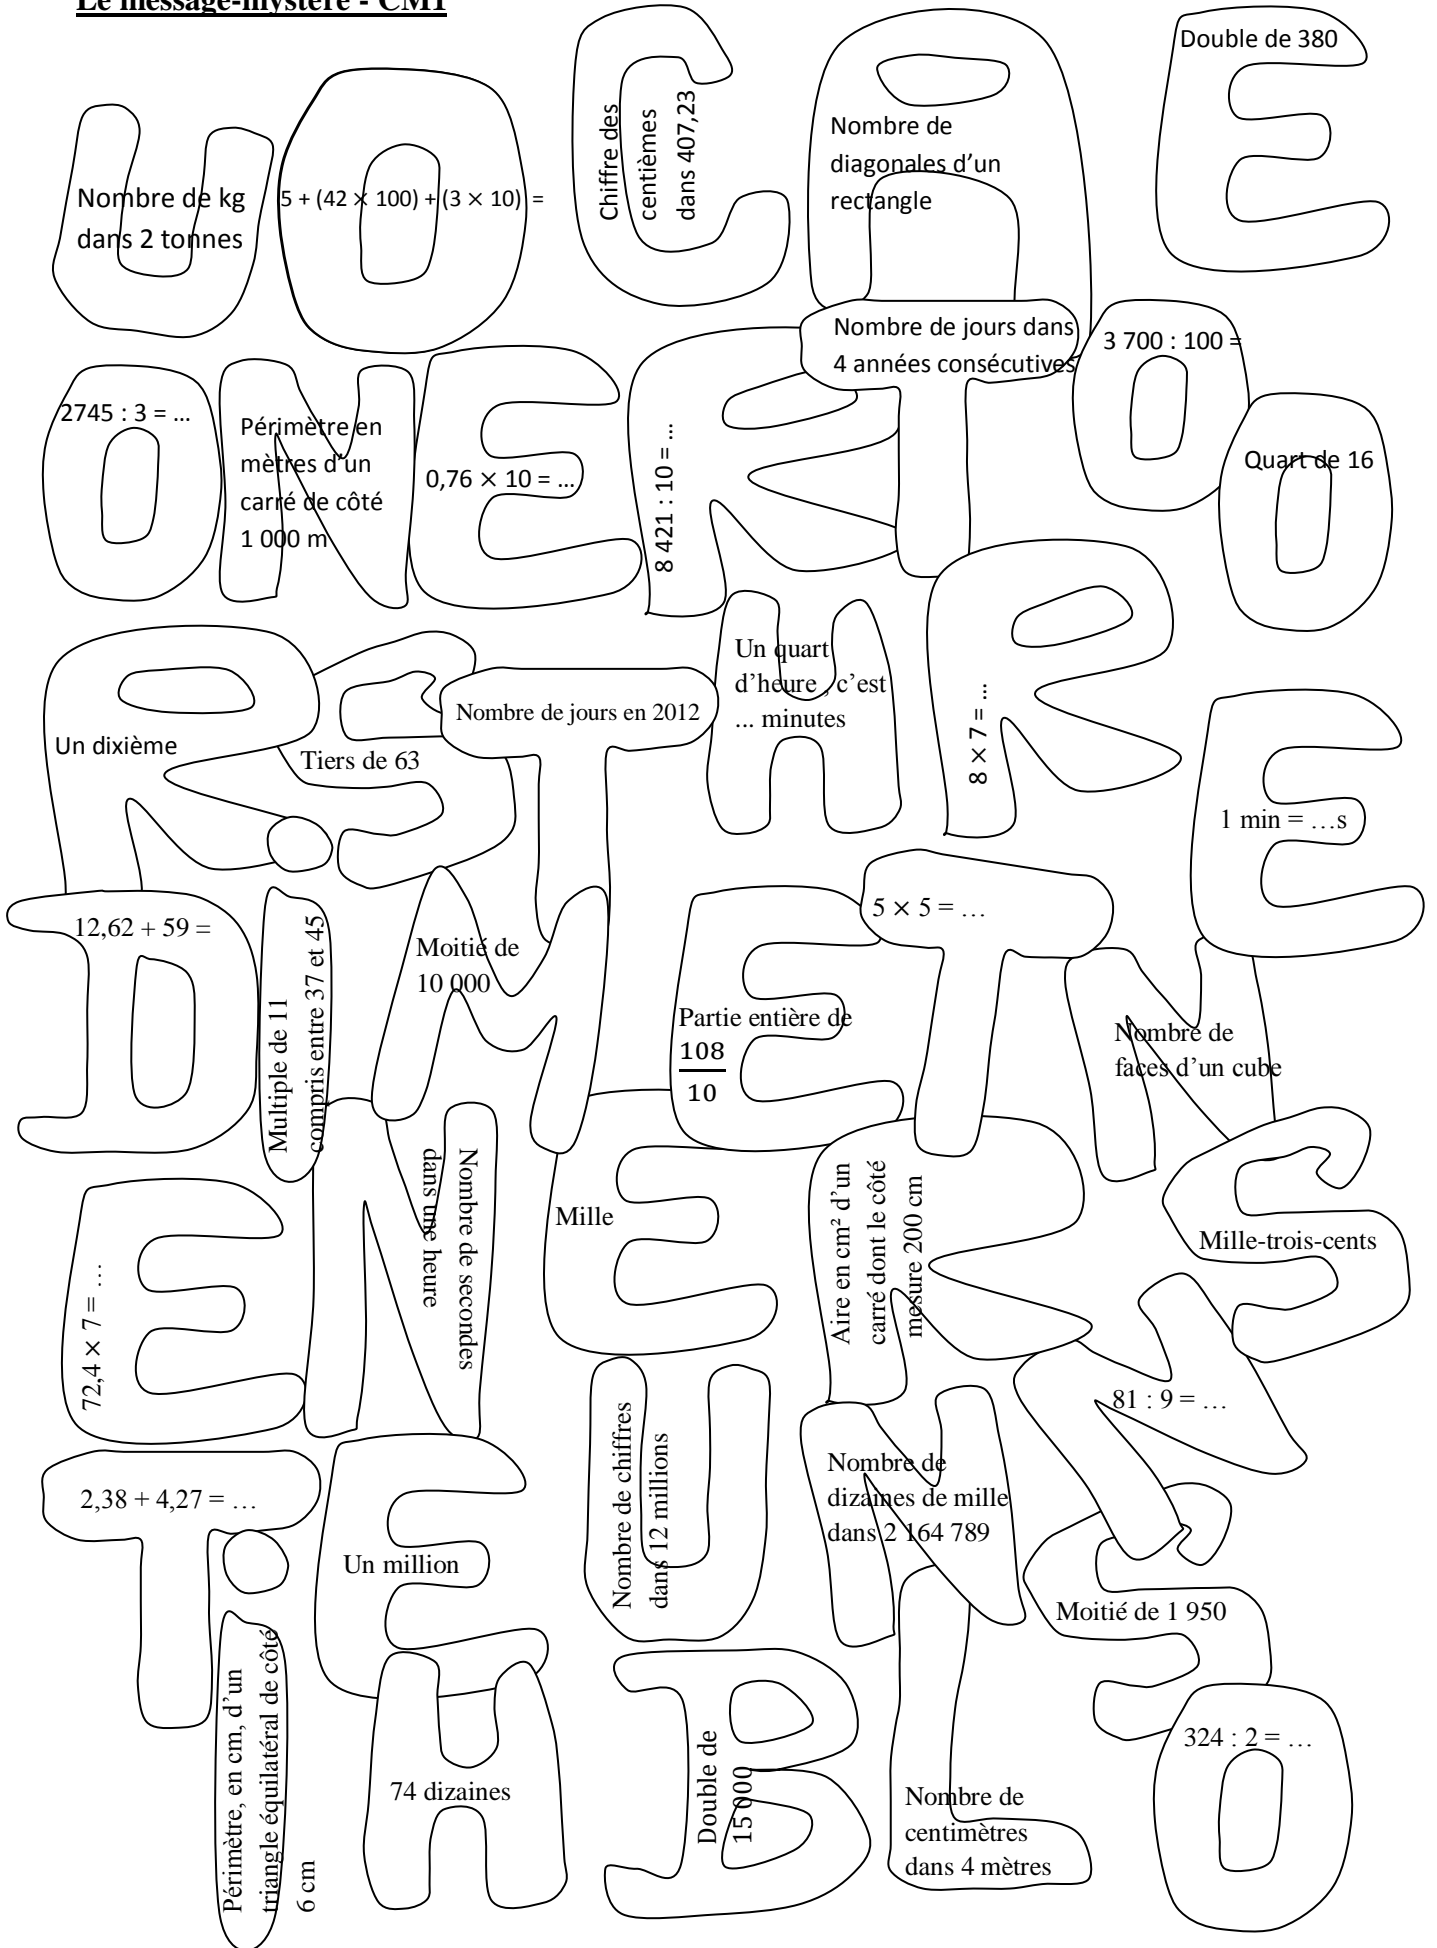 Le message-mystère - CM1
Double de 380
Chiffre des
centièmes
dans 407,23
Nombre de
diagonales d'un
rectangle
Nombre de kg
dans 2 tonnes
5 + (42 × 100) + (3 × 10) =
Nombre de jours dans
4 années consécutives
3 700 : 100 =
2745 : 3 = ...
Périmètre en
mètres d'un
carré de côté
1 000 m
0,76 × 10 = ...
8 421 : 10 = ...
Quart de 16
Un dixième
Tiers de 63
Nombre de jours en 2012
Un quart
d'heure , c'est
... minutes
8 × 7 = ...
1 min = …s
12,62 + 59 =
Multiple de 11
compris entre 37 et 45
Moitié de
10 000
Partie entière de
108
10
5 × 5 = …
Nombre de
faces d'un cube
72,4 × 7 = …
Nombre de secondes
dans une heure
Mille
Aire en cm² d'un
carré dont le côté
mesure 200 cm
Mille-trois-cents
81 : 9 = …
2,38 + 4,27 = …
Un million
Nombre de chiffres
dans 12 millions
Nombre de
dizaines de mille
dans 2 164 789
Moitié de 1 950
Périmètre, en cm, d'un
triangle équilatéral de côté
6 cm
74 dizaines
Double de
15 000
Nombre de
centimètres
dans 4 mètres
324 : 2 = …